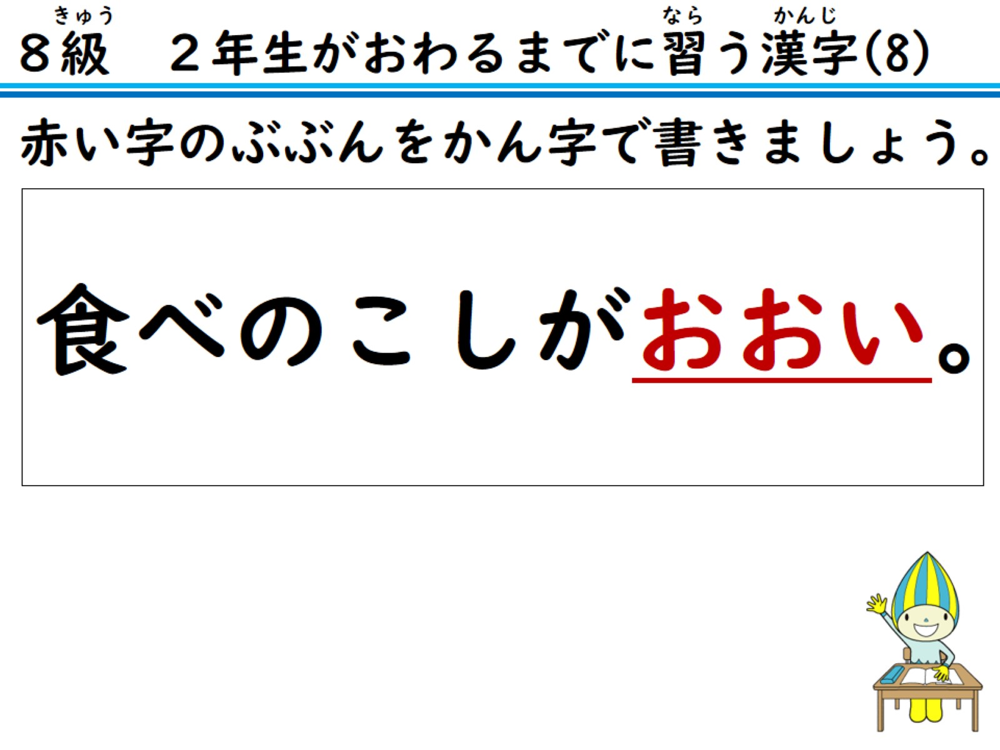 きゅう なら かんじ
８級　２年生がおわるまでに習う漢字(8)
赤い字のぶぶんをかん字で書きましょう。
食べのこしがおおい。